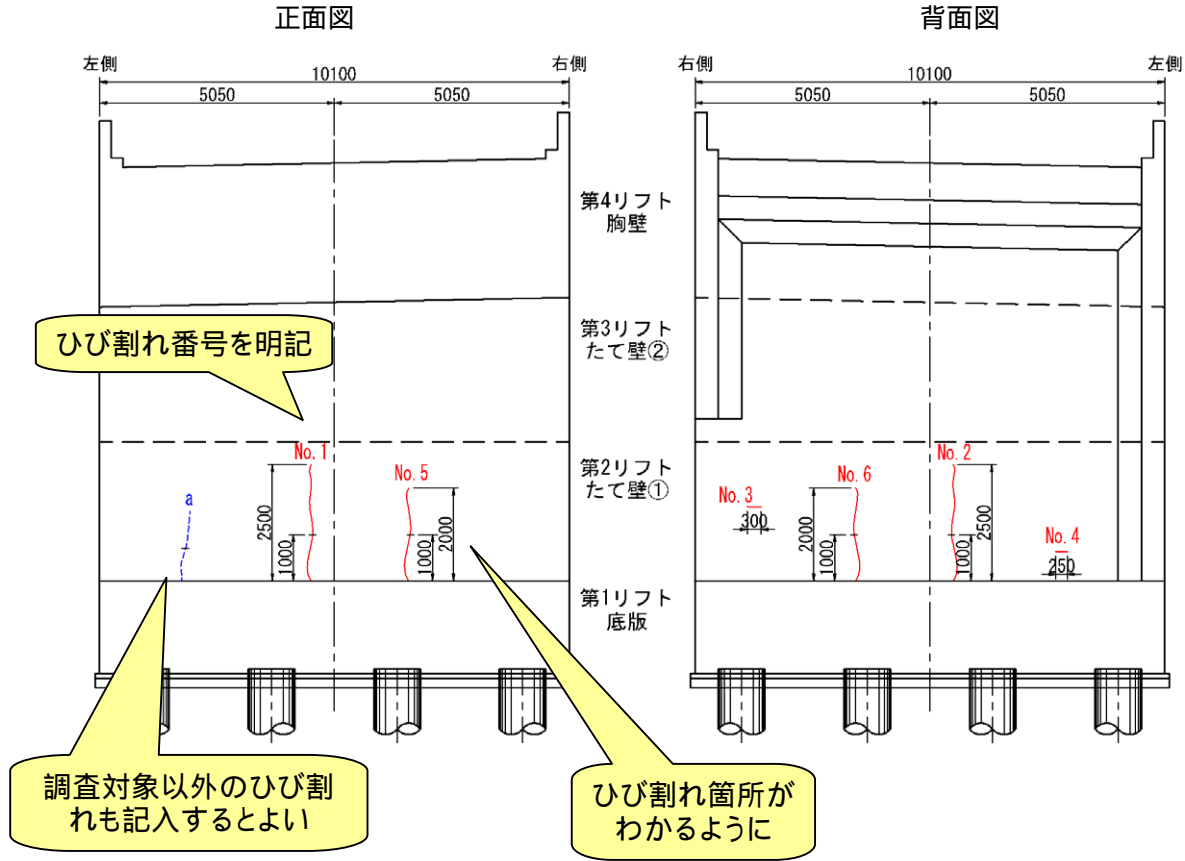 正面図
背面図
左側
右側
10100
5050
5050
右側
左側
10100
5050
5050
第4リフト
胸壁
第3リフト
たて壁②
ひび割れ番号を明記
第2リフト
たて壁①
No.1
No.5
a
2500
1000
1000
2000
No.2
No.6
No.3
300
2000
1000
1000
2500
No.4
250
第1リフト
底版
調査対象以外のひび割
れも記入するとよい
ひび割れ箇所が
わかるように